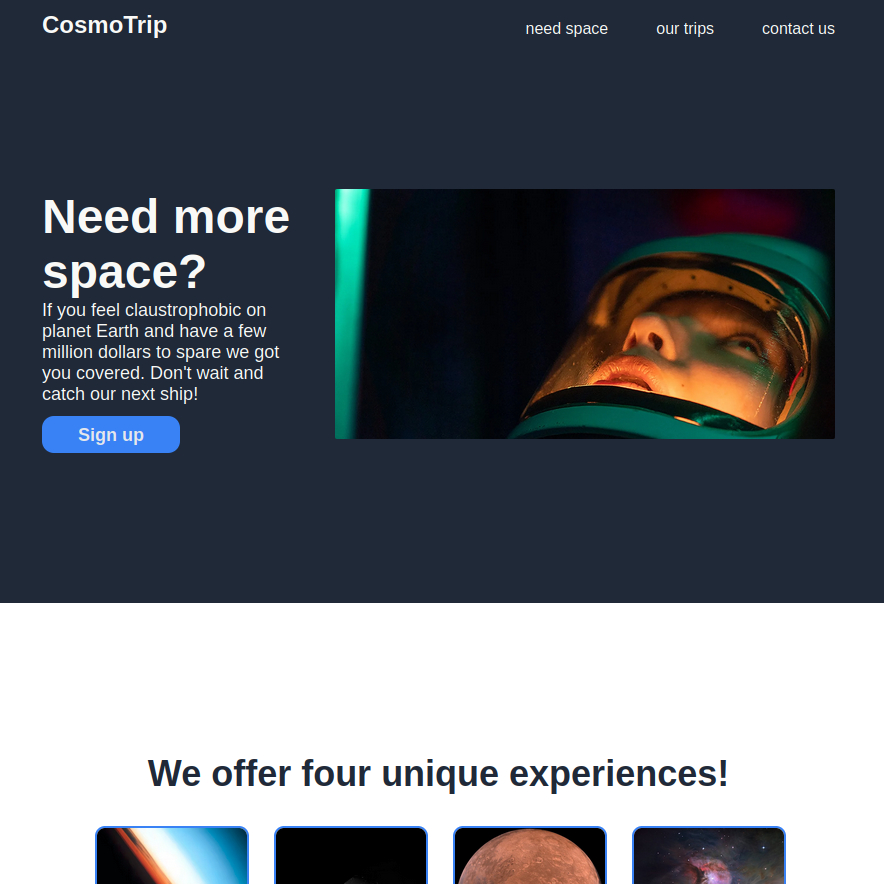 CosmoTrip
need space our trips contact us
Need more
space?
If you feel claustrophobic on
planet Earth and have a few
million dollars to spare we got
you covered. Don't wait and
catch our next ship!
Sign up
We offer four unique experiences!